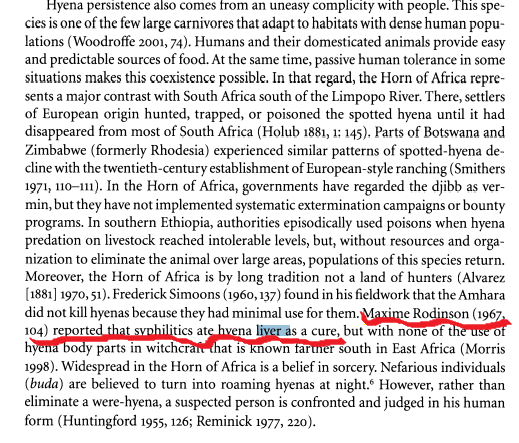 Hyena persistence also comes from an uneasy complicity with people. This spe-
cies is one of the few large carnivores that adapt to habitats with dense human popu-
lations (Woodroffe 2001, 74). Humans and their domesticated animals provide easy
and predictable sources of food. At the same time, passive human tolerance in some
situations makes this coexistence possible. In that regard, the Horn of Africa repre-
sents a major contrast with South Africa south of the Limpopo River. There, settlers
of European origin hunted, trapped, or poisoned the spotted hyena until it had
disappeared from most of South Africa (Holub 1881, 1: 145). Parts of Botswana and
Zimbabwe (formerly Rhodesia) experienced similar patterns of spotted-hyena de-
cline with the twentieth-century establishment of European-style ranching (Smithers
1971, 110–111). In the Horn of Africa, governments have regarded the djibb as ver-
min, but they have not implemented systematic extermination campaigns or bounty
programs. In southern Ethiopia, authorities episodically used poisons when hyena
predation on livestock reached intolerable levels, but, without resources and orga-
nization to eliminate the animal over large areas, populations of this species return.
Moreover, the Horn of Africa is by long tradition not a land of hunters (Alvarez
[1881] 1970, 51). Frederick Simoons (1960, 137) found in his fieldwork that the Amhara
did not kill hyenas because they had minimal use for them. Maxime Rodinson (1967,
104) reported that syphilitics ate hyena liver as a cure, but with none of the use of
hyena body parts in witchcraft that is known farther south in East Africa (Morris
1998). Widespread in the Horn of Africa is a belief in sorcery. Nefarious individuals
(buda) are believed to turn into roaming hyenas at night.⁶ However, rather than
eliminate a were-hyena, a suspected person is confronted and judged in his human
form (Huntingford 1955, 126; Reminick 1977, 220).